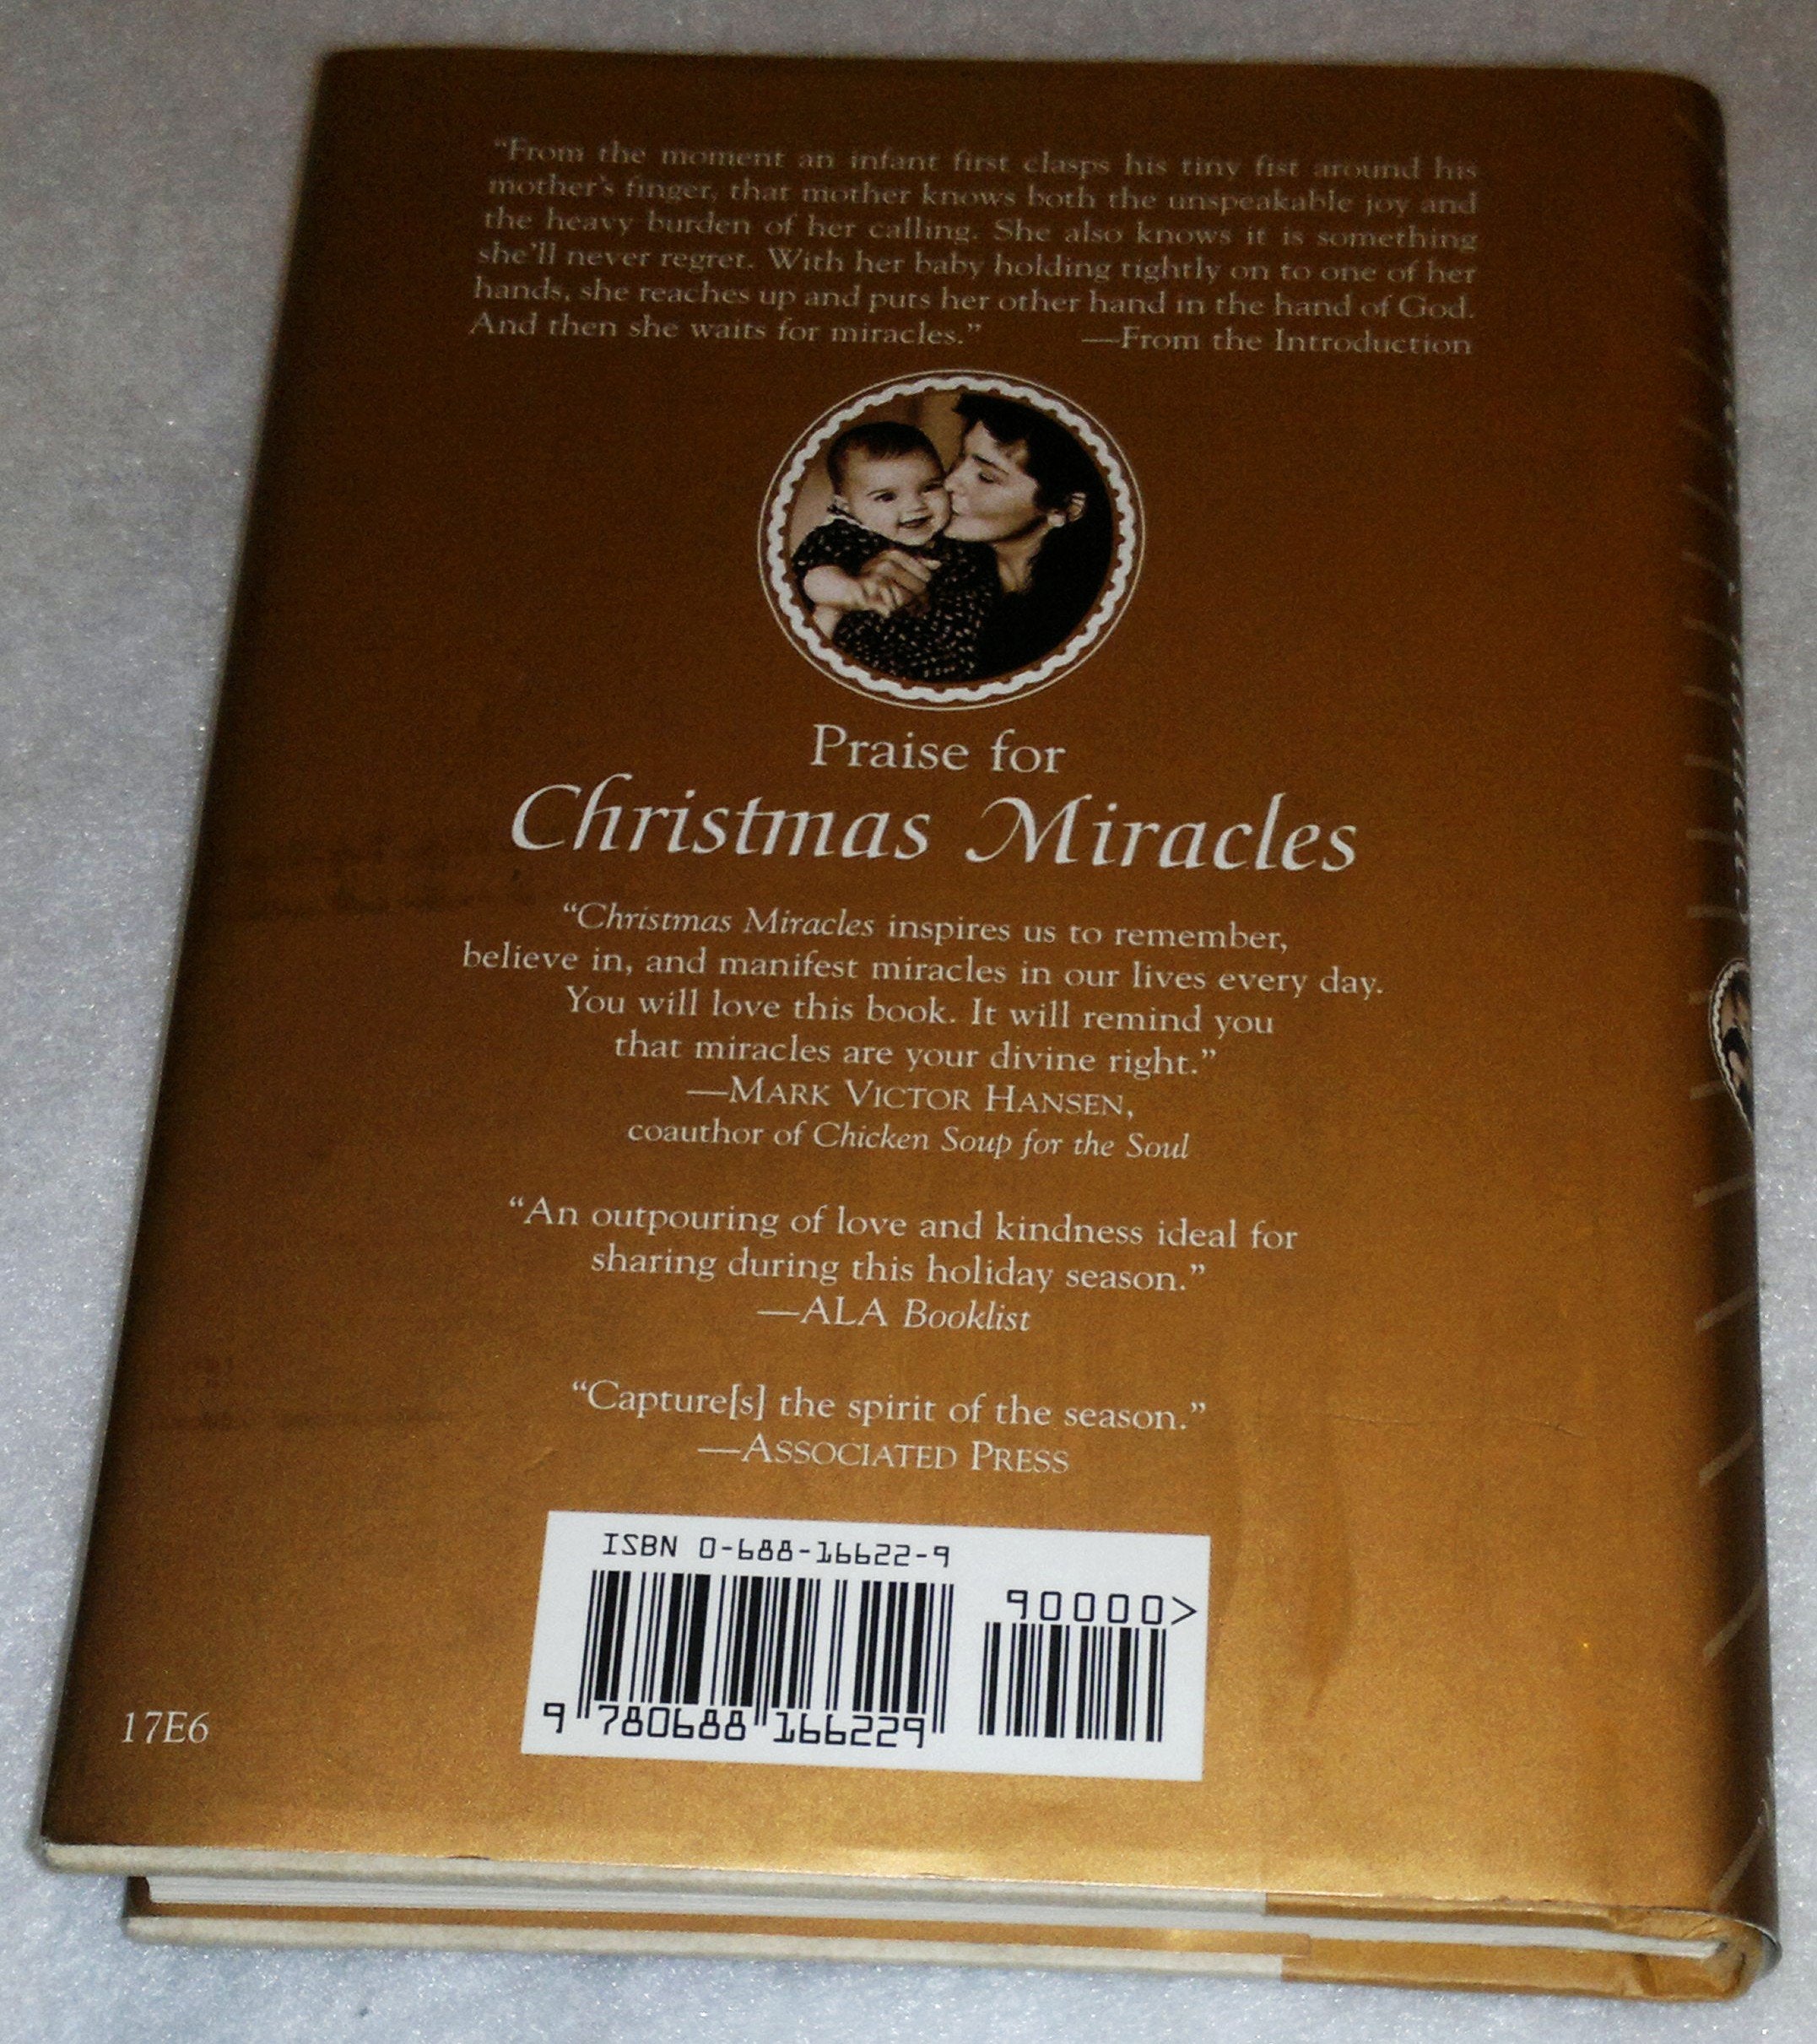 “From the moment an infant first clasps his tiny fist around his
mother’s finger, that mother knows both the unspeakable joy and
the heavy burden of her calling. She also knows it is something
she’ll never regret. With her baby holding tightly on to one of her
hands, she reaches up and puts her other hand in the hand of God.
And then she waits for miracles.” —From the Introduction
Praise for
Christmas Miracles
“Christmas Miracles inspires us to remember,
believe in, and manifest miracles in our lives every day.
You will love this book. It will remind you
that miracles are your divine right.”
—MARK VICTOR HANSEN,
coauthor of Chicken Soup for the Soul
“An outpouring of love and kindness ideal for
sharing during this holiday season.”
—ALA Booklist
“Capture[s] the spirit of the season.”
—ASSOCIATED PRESS
ISBN 0-688-16622-9
90000>
9 780688 166229
17E6